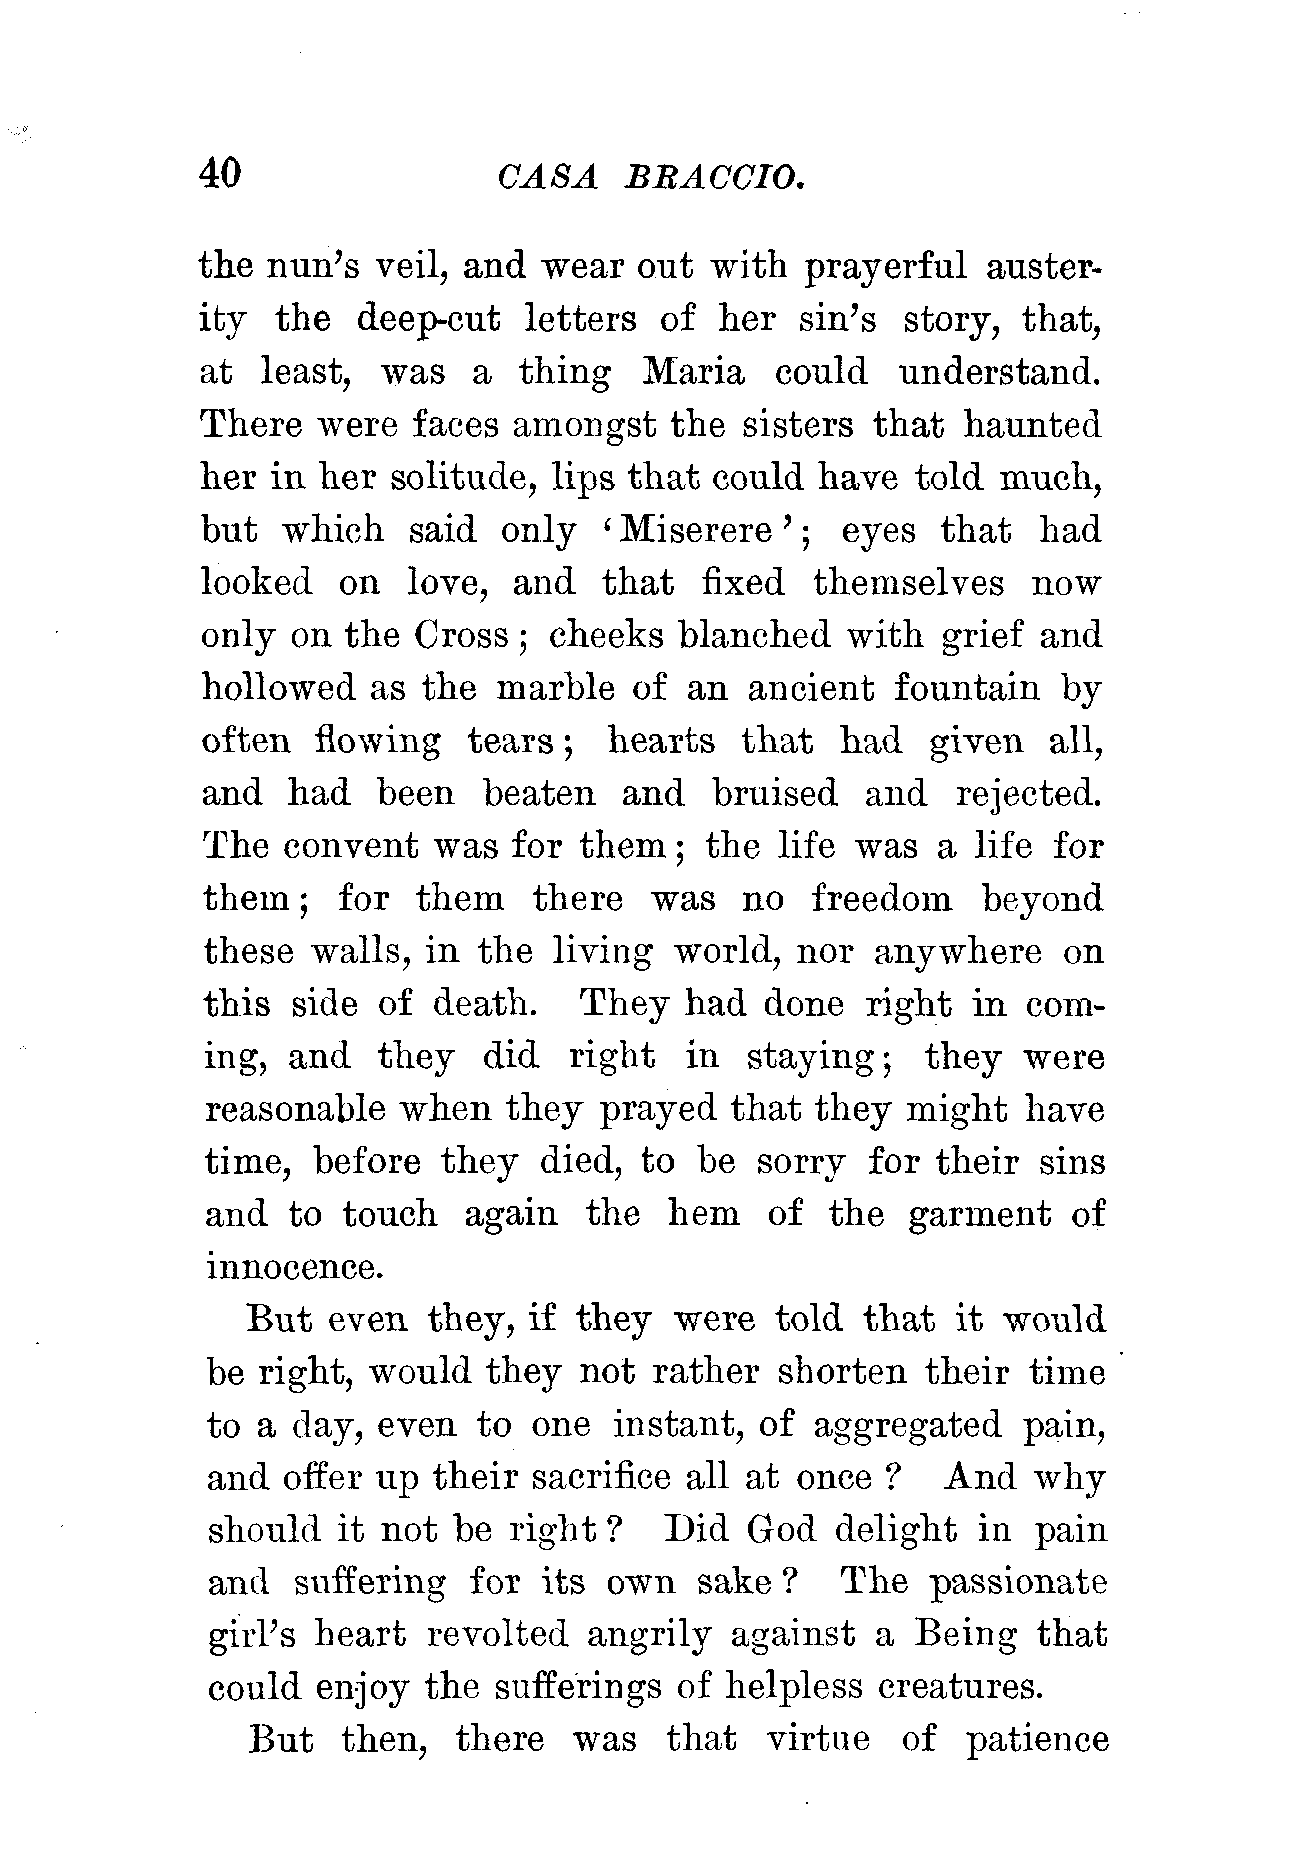 40 CASA BRACCIO.
the nun's veil, and wear out with prayerful auster-
ity the deep-cut letters of her sin's story, that,
at least, was a thing Maria could understand.
There were faces amongst the sisters that haunted
her in her solitude, lips that could have told much,
but which said only ‘Miserere’; eyes that had
looked on love, and that fixed themselves now
only on the Cross; cheeks blanched with grief and
hollowed as the marble of an ancient fountain by
often flowing tears; hearts that had given all,
and had been beaten and bruised and rejected.
The convent was for them; the life was a life for
them; for them there was no freedom beyond
these walls, in the living world, nor anywhere on
this side of death. They had done right in com-
ing, and they did right in staying; they were
reasonable when they prayed that they might have
time, before they died, to be sorry for their sins
and to touch again the hem of the garment of
innocence.
But even they, if they were told that it would
be right, would they not rather shorten their time
to a day, even to one instant, of aggregated pain,
and offer up their sacrifice all at once? And why
should it not be right? Did God delight in pain
and suffering for its own sake? The passionate
girl's heart revolted angrily against a Being that
could enjoy the sufferings of helpless creatures.
But then, there was that virtue of patience